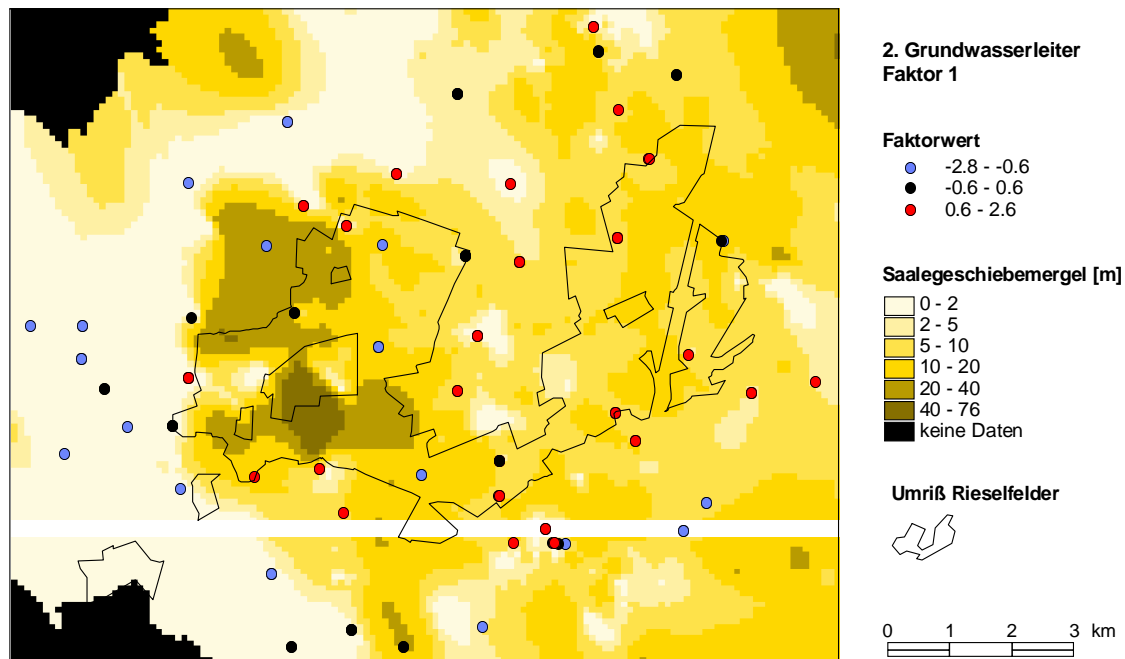 2. Grundwasserleiter
Faktor 1
Faktorwert
-2.8 - -0.6
-0.6 - 0.6
0.6 - 2.6
Saalegeschiebemergel [m]
0 - 2
2 - 5
5 - 10
10 - 20
20 - 40
40 - 76
keine Daten
Umriß Rieselfelder
0 1 2 3 km